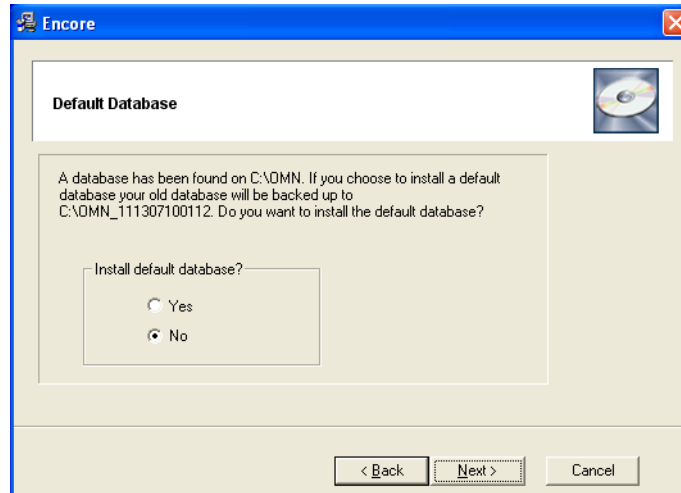 Encore
Default Database
A database has been found on C:\OMN. If you choose to install a default
database your old database will be backed up to
C:\OMN_111307100112. Do you want to install the default database?
Install default database?
Yes
No
< Back
Next >
Cancel